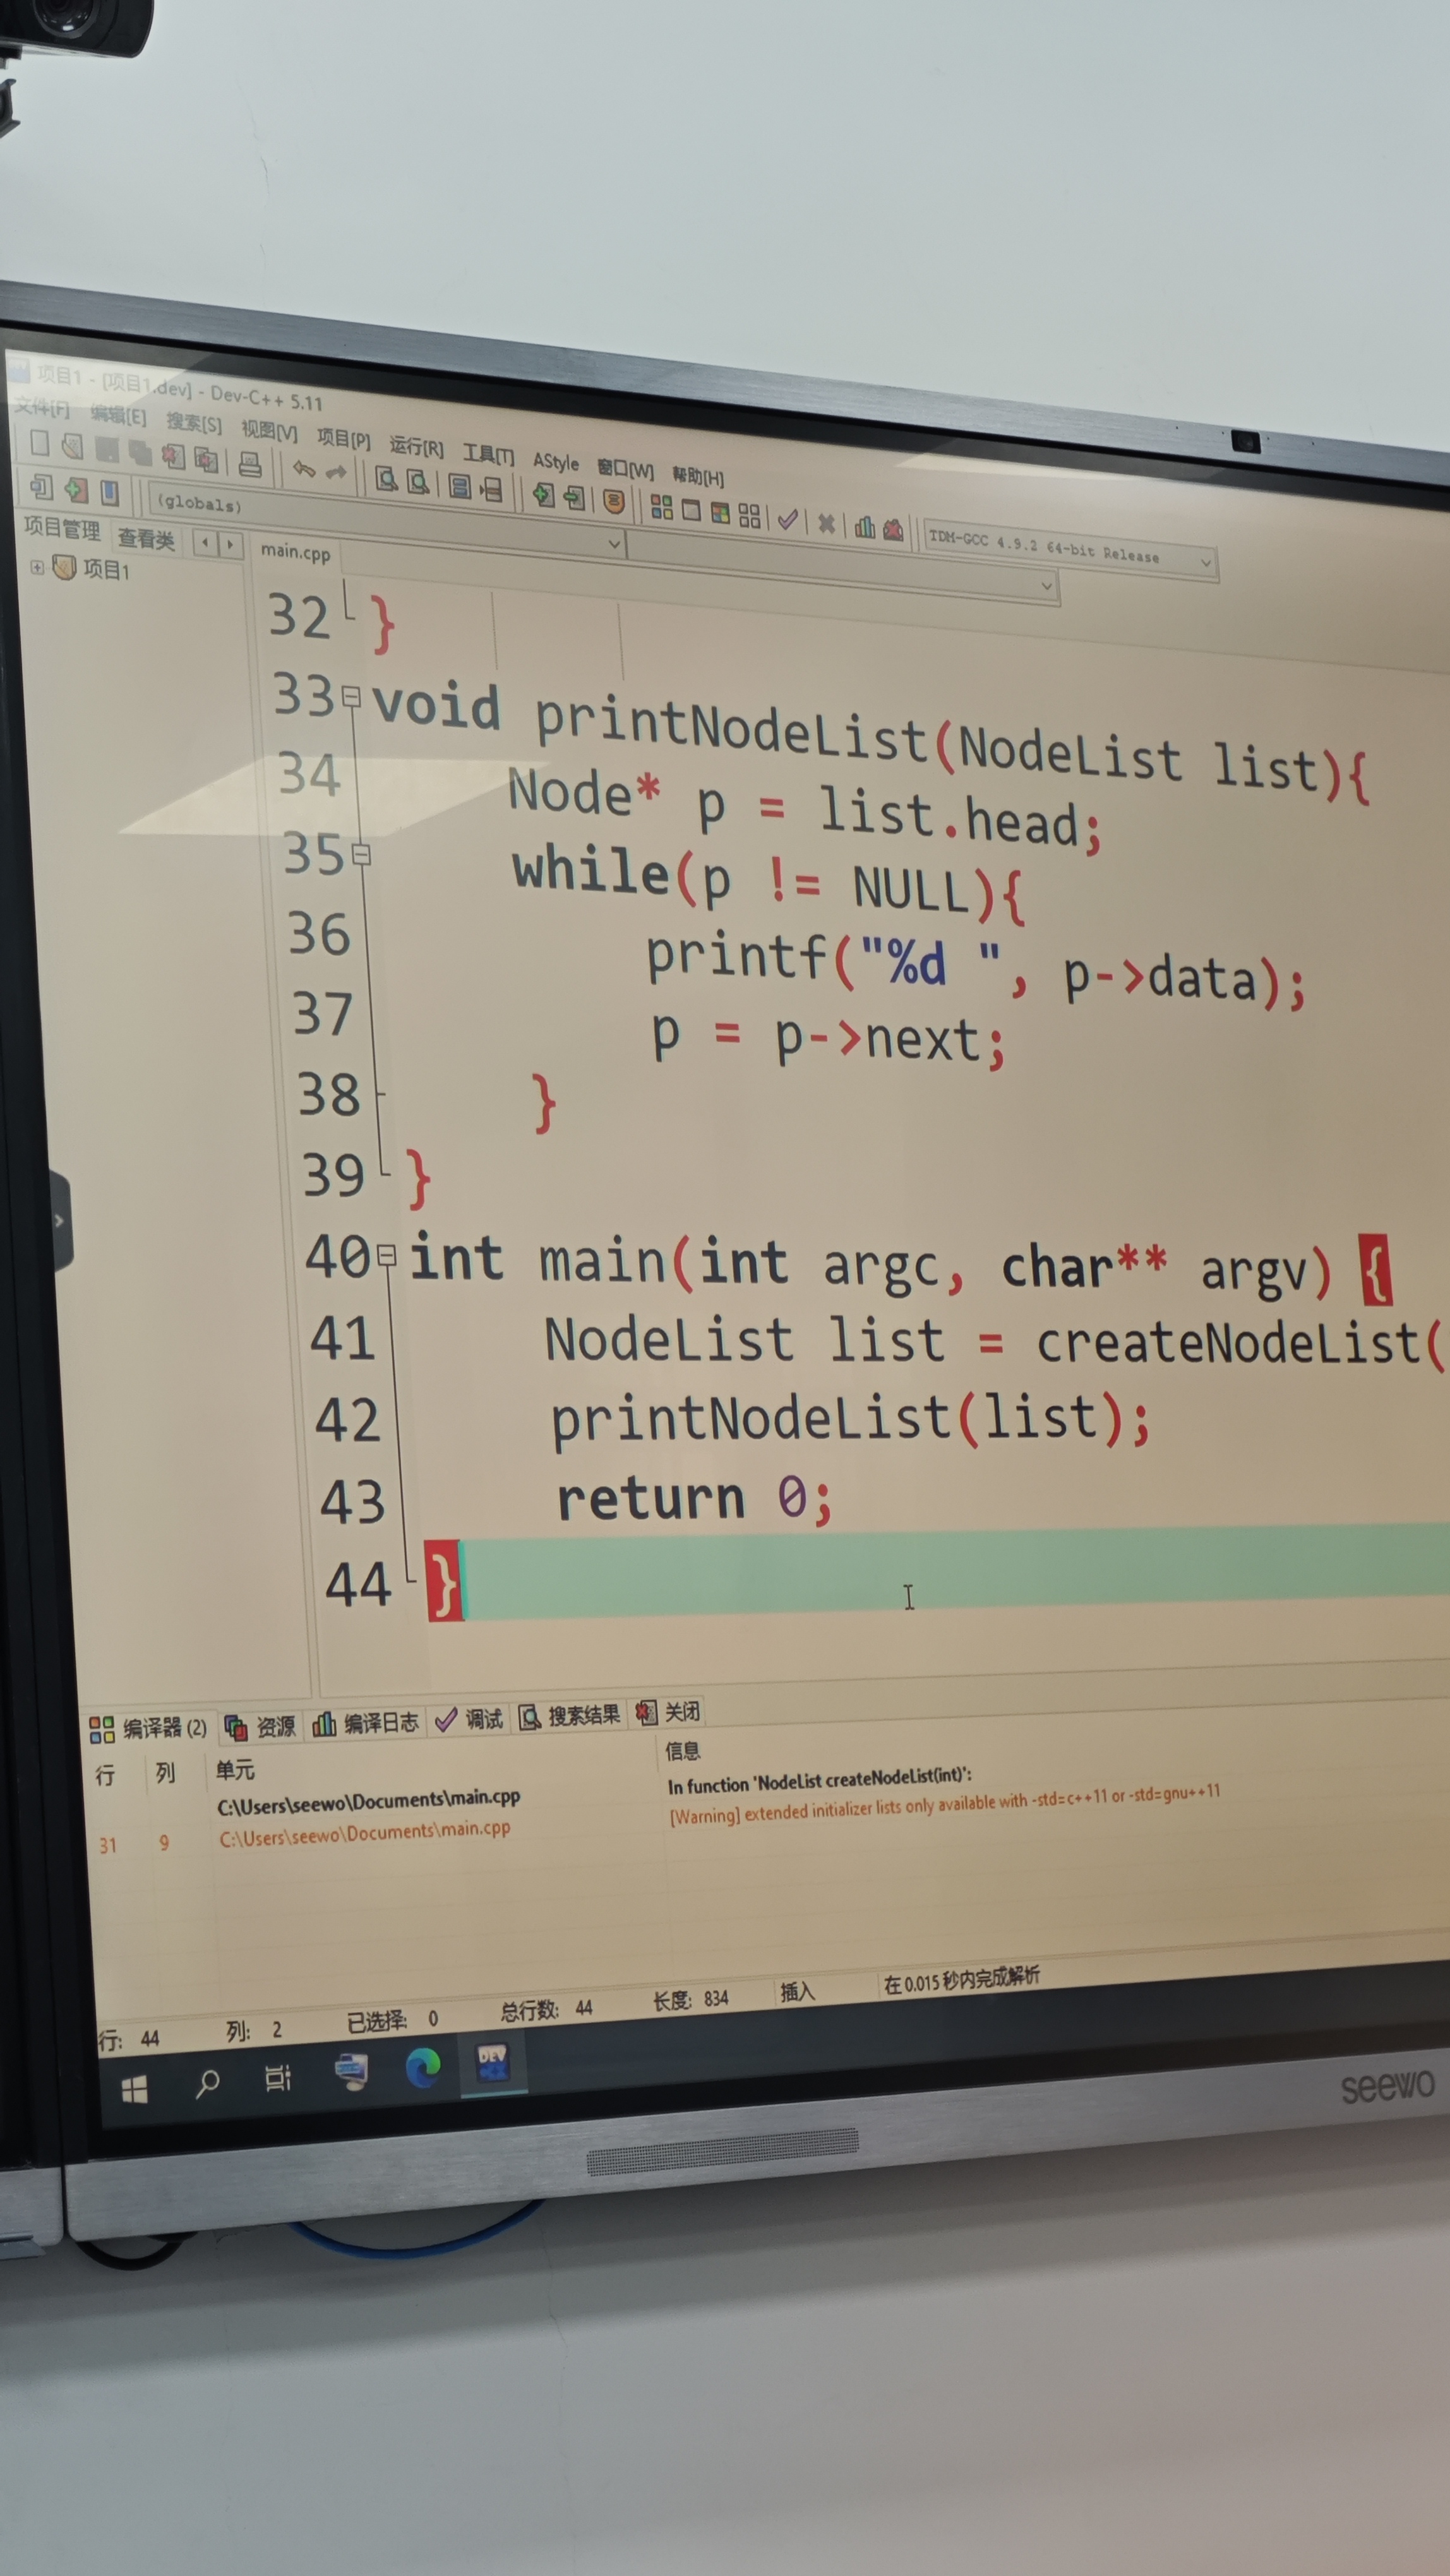 项目1 - [项目1.dev] - Dev-C++ 5.11
文件[F] 编辑[E] 搜索[S] 视图[V] 项目[P] 运行[R] 工具[T] AStyle 窗口[W] 帮助[H]
TDM-GCC 4.9.2 64-bit Release
(globals)
项目管理 查看类
main.cpp
项目1
32 }
33 void printNodeList(NodeList list){
34 Node* p = list.head;
35 while(p != NULL){
36 printf("%d ", p->data);
37 p = p->next;
38 }
39 }
40 int main(int argc, char** argv) {
41 NodeList list = createNodeList(
42 printNodeList(list);
43 return 0;
44 }
编译器 (2) 资源 编译日志 调试 搜索结果 关闭
行 列 单元 信息
C:\Users\seewo\Documents\main.cpp In function 'NodeList createNodeList(int)':
31 9 C:\Users\seewo\Documents\main.cpp [Warning] extended initializer lists only available with -std=c++11 or -std=gnu++11
行: 44 列: 2 已选择: 0 总行数: 44 长度: 834 插入 在 0.015 秒内完成解析
DEV
seewo